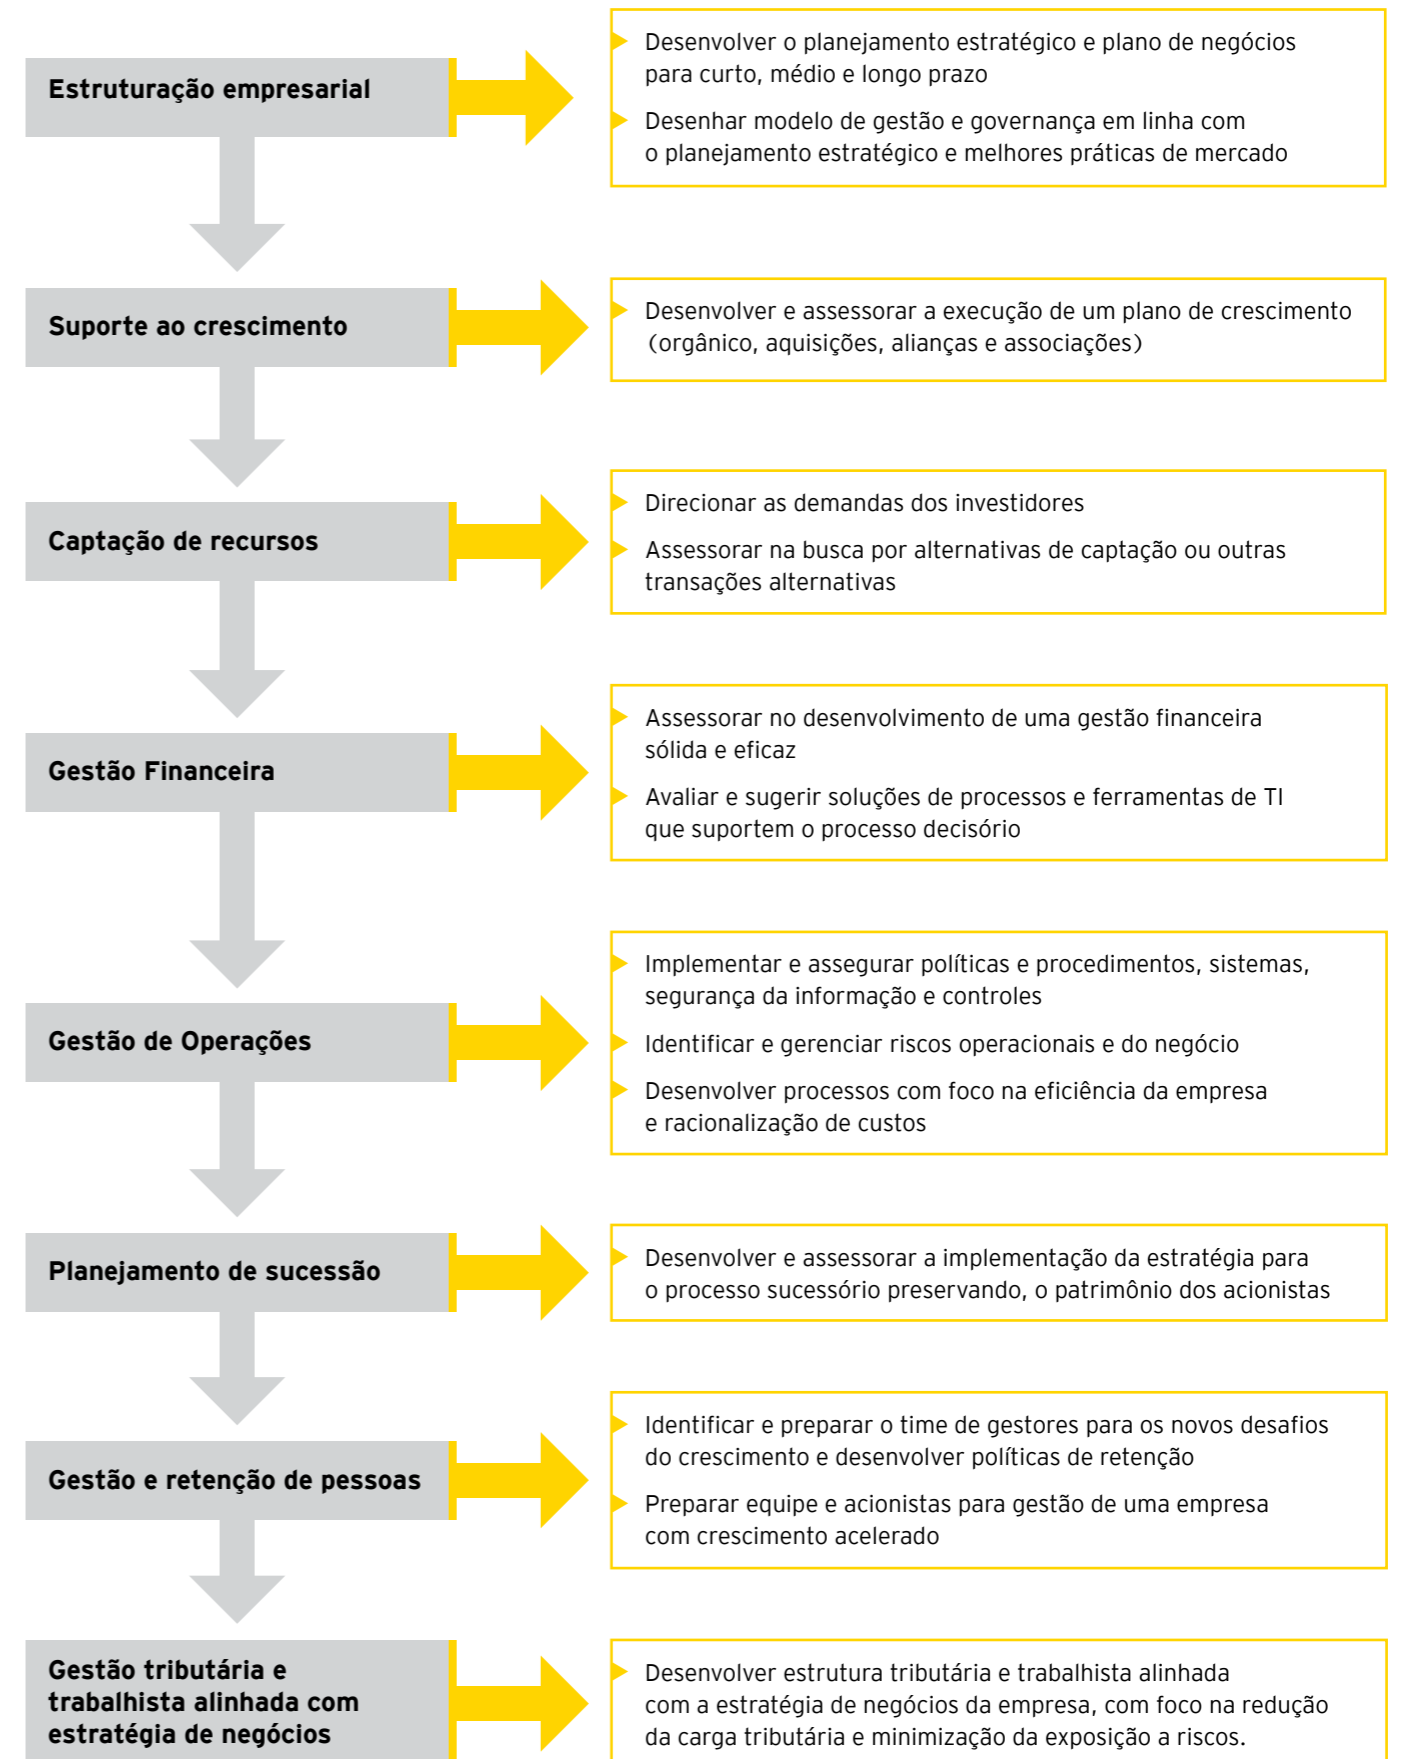 Estruturação empresarial
Desenvolver o planejamento estratégico e plano de negócios
para curto, médio e longo prazo
Desenhar modelo de gestão e governança em linha com
o planejamento estratégico e melhores práticas de mercado
Suporte ao crescimento
Desenvolver e assessorar a execução de um plano de crescimento
(orgânico, aquisições, alianças e associações)
Captação de recursos
Direcionar as demandas dos investidores
Assessorar na busca por alternativas de captação ou outras
transações alternativas
Gestão Financeira
Assessorar no desenvolvimento de uma gestão financeira
sólida e eficaz
Avaliar e sugerir soluções de processos e ferramentas de TI
que suportem o processo decisório
Gestão de Operações
Implementar e assegurar políticas e procedimentos, sistemas,
segurança da informação e controles
Identificar e gerenciar riscos operacionais e do negócio
Desenvolver processos com foco na eficiência da empresa
e racionalização de custos
Planejamento de sucessão
Desenvolver e assessorar a implementação da estratégia para
o processo sucessório preservando, o patrimônio dos acionistas
Gestão e retenção de pessoas
Identificar e preparar o time de gestores para os novos desafios
do crescimento e desenvolver políticas de retenção
Preparar equipe e acionistas para gestão de uma empresa
com crescimento acelerado
Gestão tributária e
trabalhista alinhada com
estratégia de negócios
Desenvolver estrutura tributária e trabalhista alinhada
com a estratégia de negócios da empresa, com foco na redução
da carga tributária e minimização da exposição a riscos.